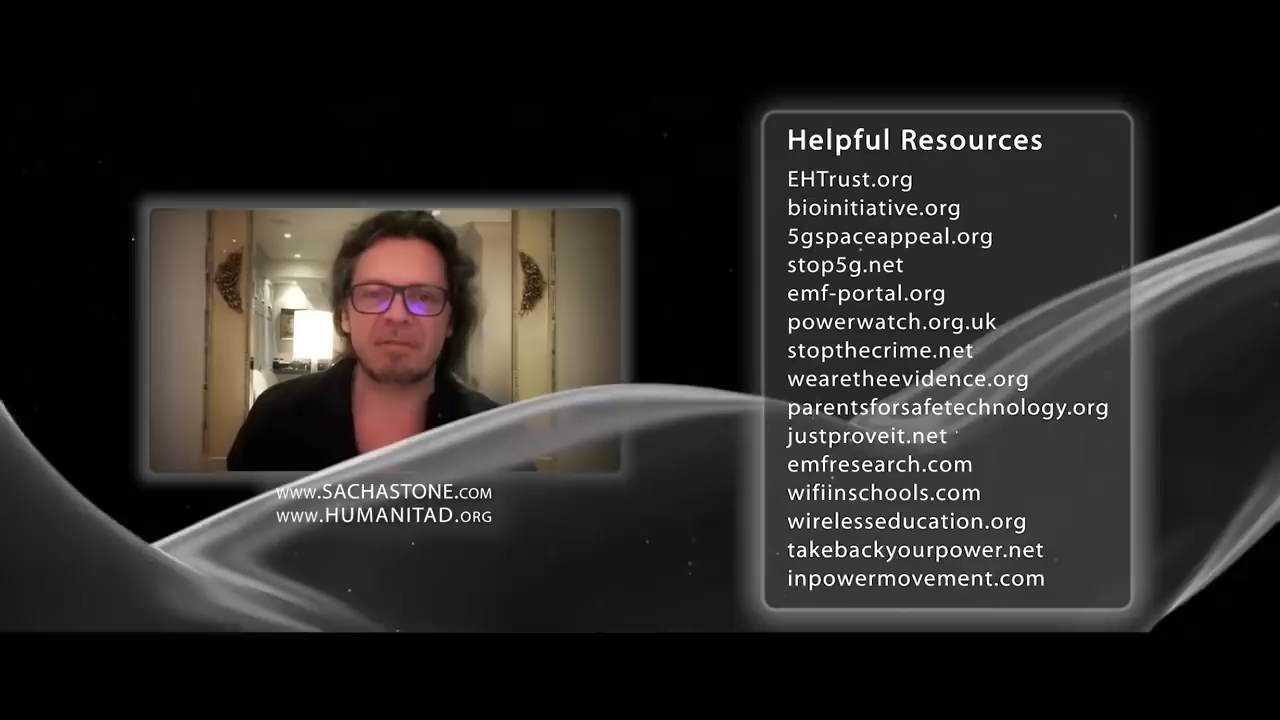 www.SACHASTONE.com
www.HUMANITAD.org
Helpful Resources
EHTrust.org
bioinitiative.org
5gspaceappeal.org
stop5g.net
emf-portal.org
powerwatch.org.uk
stopthecrime.net
wearetheevidence.org
parentsforsafetechnology.org
justproveit.net
emfresearch.com
wifiinschools.com
wirelesseducation.org
takebackyourpower.net
inpowermovement.com